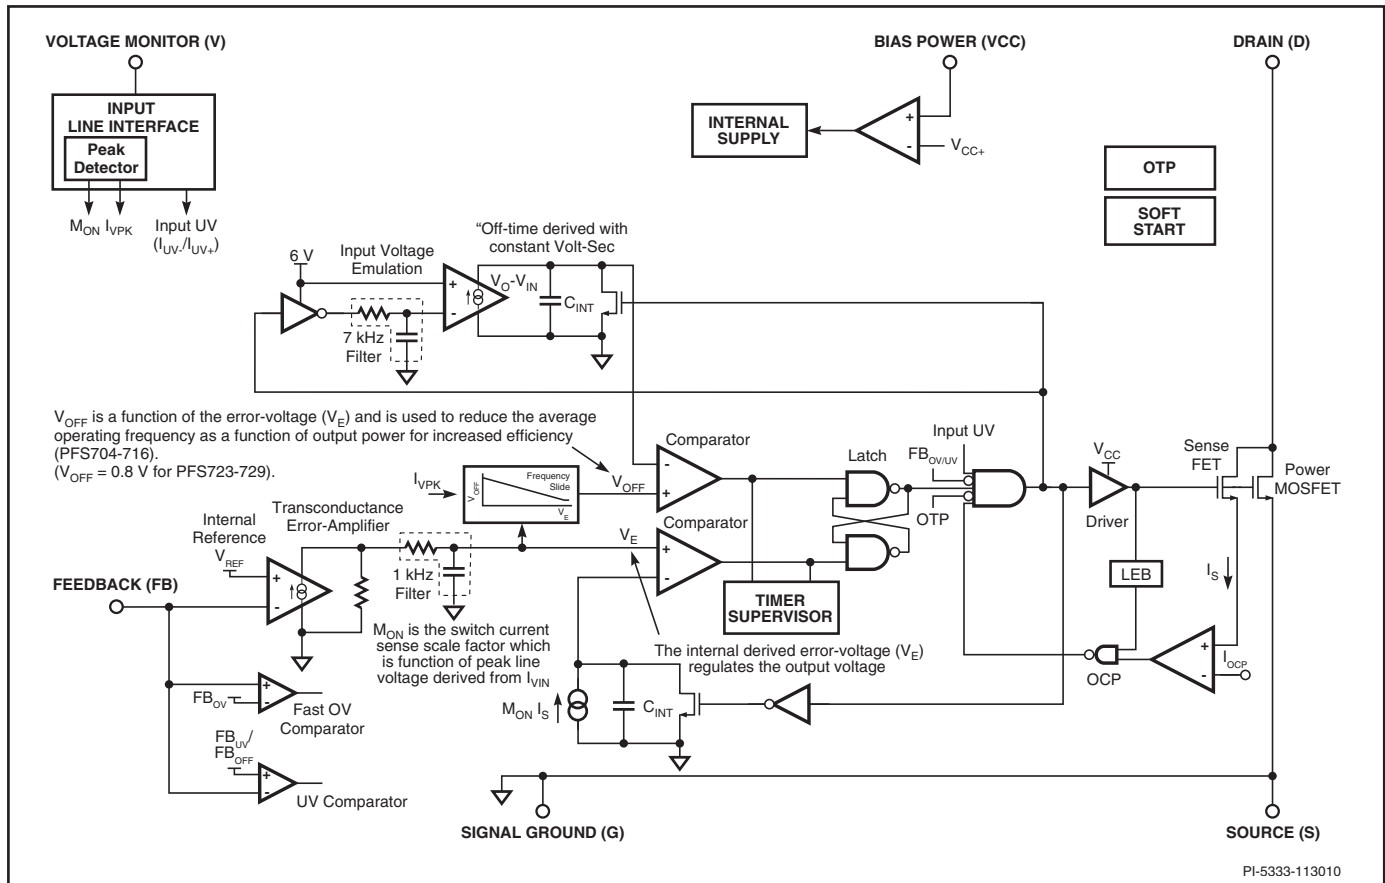 VOLTAGE MONITOR (V)
BIAS POWER (VCC)
DRAIN (D)
INPUT
LINE INTERFACE
Peak
Detector
INTERNAL
SUPPLY
+
-
VCC+
OTP
SOFT
START
MON IVPK
Input UV
(IUV-/IUV+)
"Off-time derived with
constant Volt-Sec
6 V
Input Voltage
Emulation
+
-
VO-VIN
CINT
7 kHz
Filter
VOFF is a function of the error-voltage (VE) and is used to reduce the average
operating frequency as a function of output power for increased efficiency
(PFS704-716).
(VOFF = 0.8 V for PFS723-729).
Comparator
-
+
Latch
Input UV
FBOV/UV
OTP
VCC
Driver
Sense
FET
Power
MOSFET
IVPK
VOFF
Frequency
Slide
VE
VOFF
Internal
Reference
VREF
Transconductance
Error-Amplifier
+
-
1 kHz
Filter
VE
Comparator
+
-
FEEDBACK (FB)
TIMER
SUPERVISOR
LEB
IS
MON is the switch current
sense scale factor which
is function of peak line
voltage derived from IVIN
The internal derived error-voltage (VE)
regulates the output voltage
OCP
+
-
IOCP
FBOV
+
-
Fast OV
Comparator
MON IS
CINT
FBUV/
FBOFF
+
-
UV Comparator
SIGNAL GROUND (G)
SOURCE (S)
PI-5333-113010